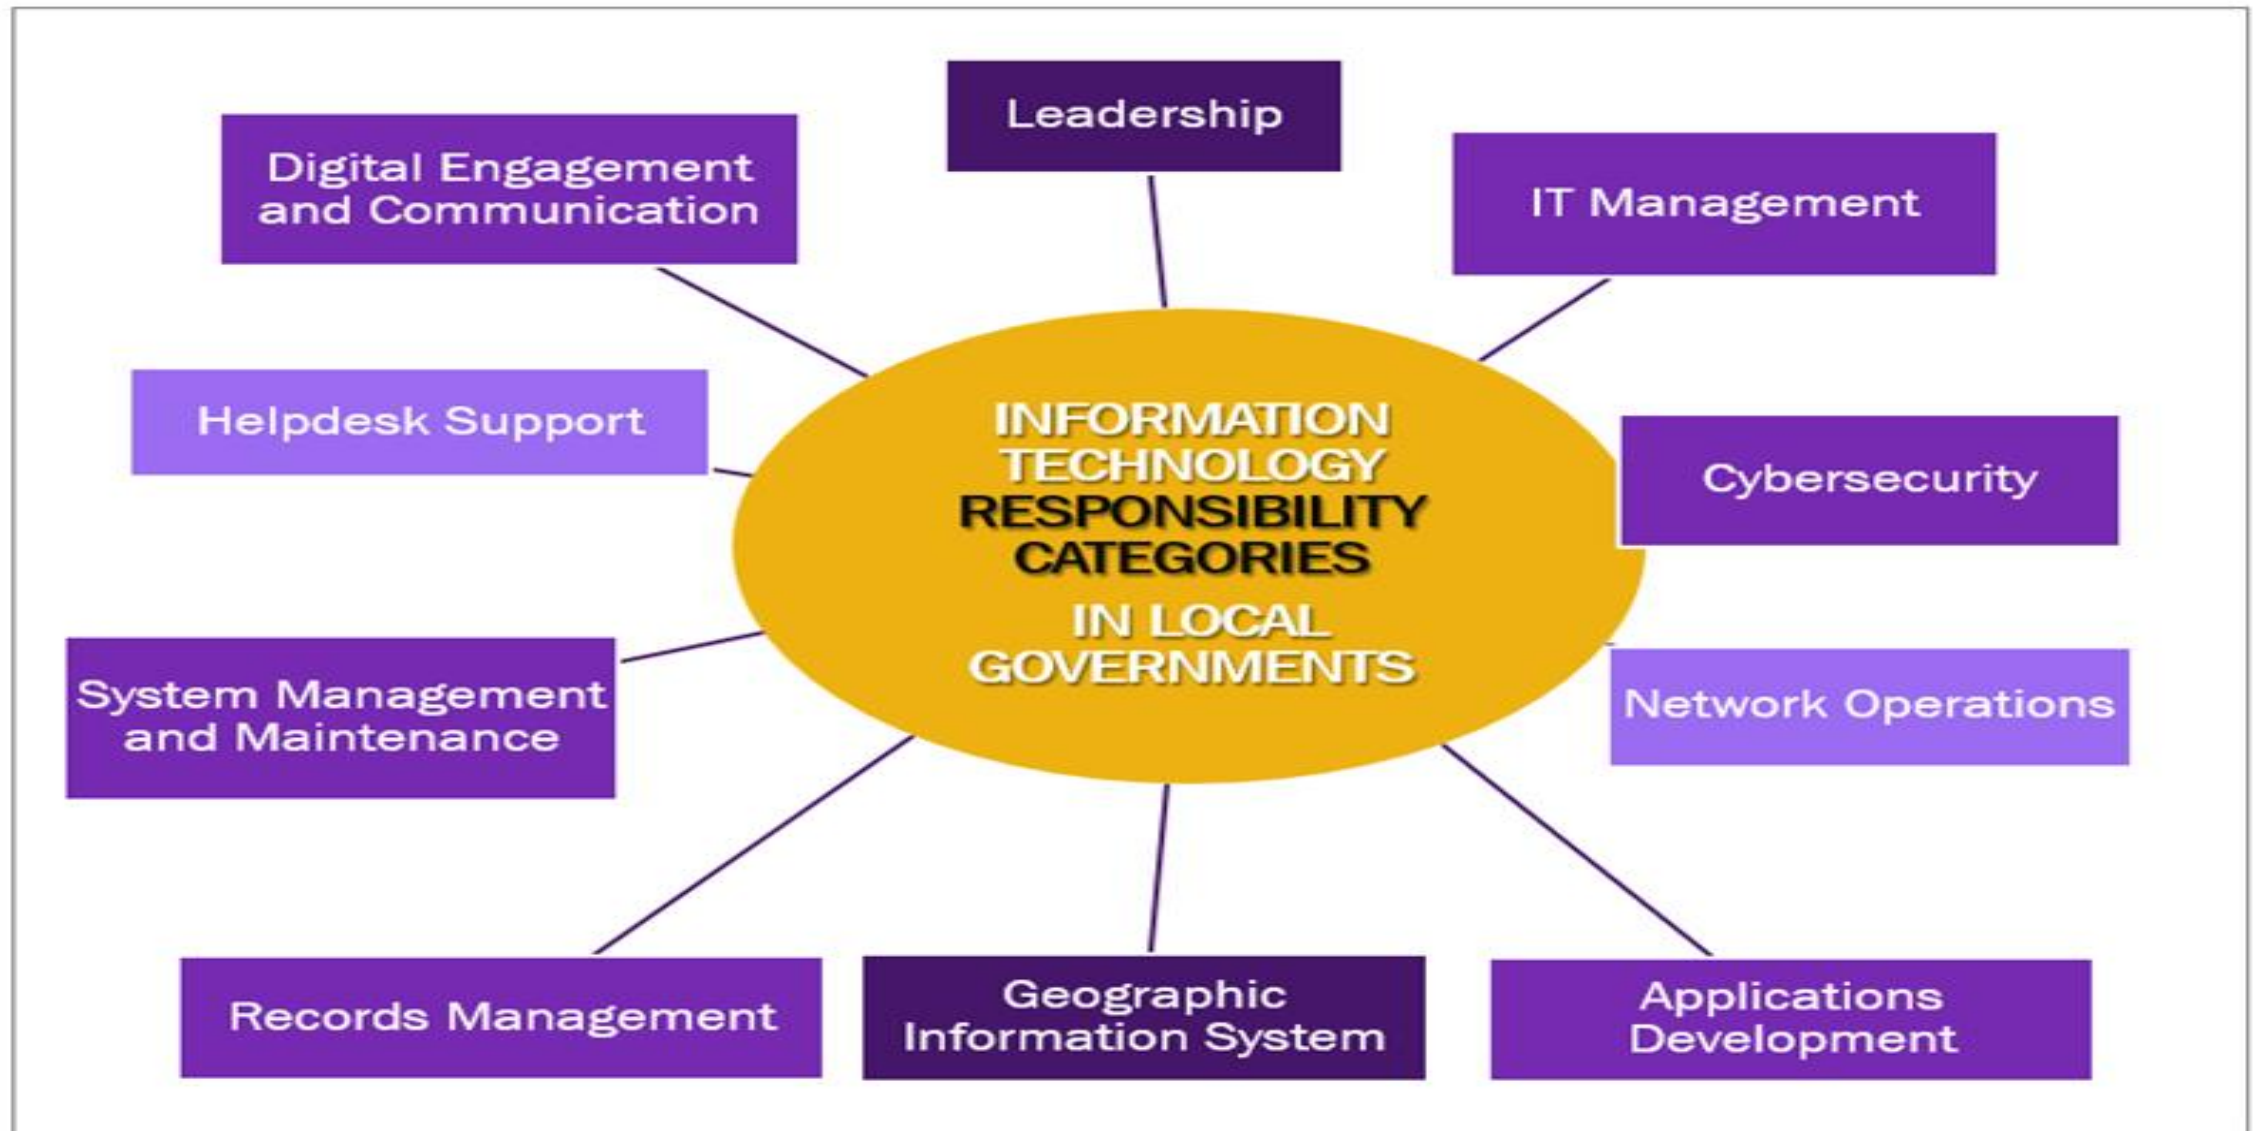 Leadership
Digital Engagement
and Communication
IT Management
Helpdesk Support
INFORMATION
TECHNOLOGY
RESPONSIBILITY
CATEGORIES
IN LOCAL
GOVERNMENTS
Cybersecurity
System Management
and Maintenance
Network Operations
Records Management
Geographic
Information System
Applications
Development